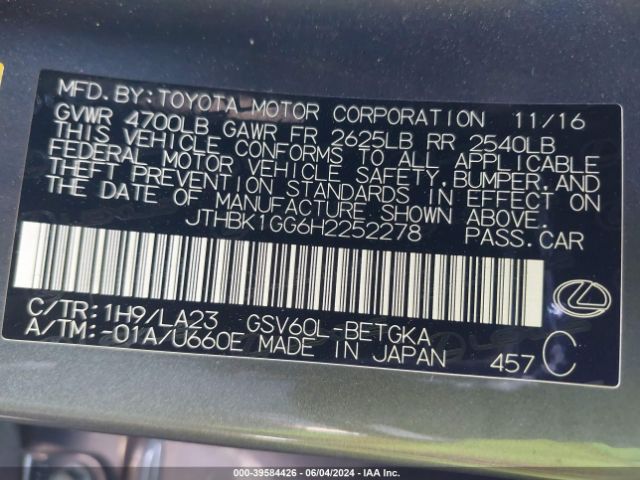 MFD. BY: TOYOTA MOTOR CORPORATION 11/16
GVWR 4700LB GAWR FR 2625LB RR 2540LB
THIS VEHICLE CONFORMS TO ALL APPLICABLE
FEDERAL MOTOR VEHICLE SAFETY, BUMPER, AND
THEFT PREVENTION STANDARDS IN EFFECT ON
THE DATE OF MANUFACTURE SHOWN ABOVE.
JTHBK1GG6H2252278 PASS. CAR
C/TR: 1H9/LA23 GSV60L-BETGKA
A/TM: -01A/U660E MADE IN JAPAN 457 C
000-39584426 - 06/04/2024 - IAA Inc.